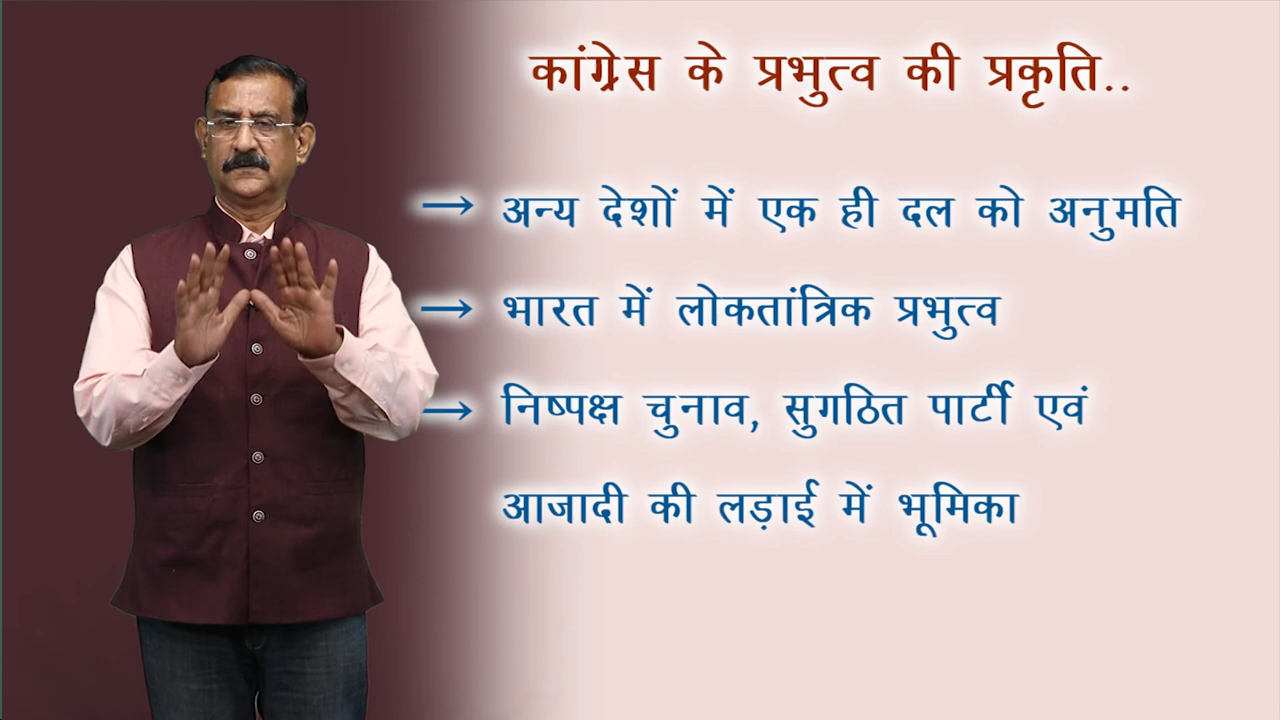 कांग्रेस के प्रभुत्व की प्रकृति..
→ अन्य देशों में एक ही दल को अनुमति
→ भारत में लोकतांत्रिक प्रभुत्व
→ निष्पक्ष चुनाव, सुगठित पार्टी एवं
आजादी की लड़ाई में भूमिका